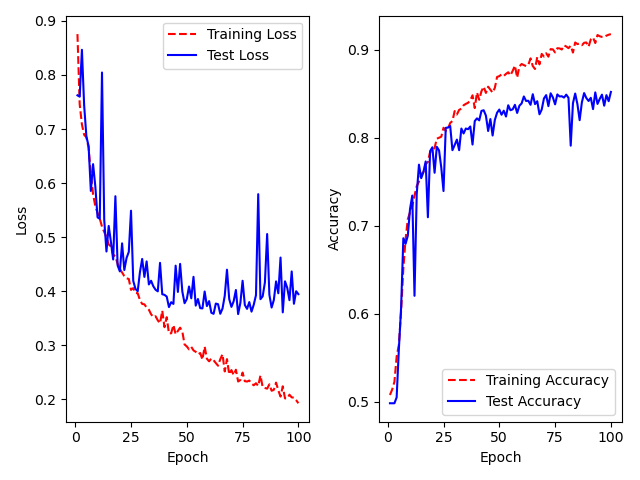 Training Loss
Test Loss
0.9
0.8
0.7
0.6
0.5
0.4
0.3
0.2
Loss
0
25
50
75
100
Epoch
0.9
0.8
0.7
0.6
0.5
Accuracy
Training Accuracy
Test Accuracy
0
25
50
75
100
Epoch